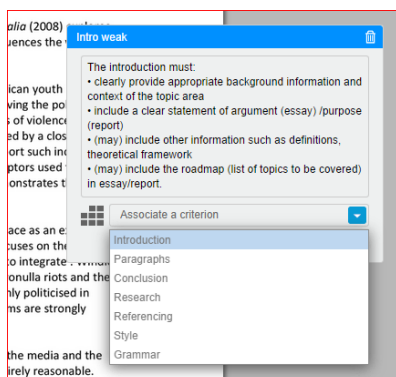 alia (2008)
uences the
Intro weak
The introduction must:
• clearly provide appropriate background information and
context of the topic area
• include a clear statement of argument (essay) /purpose
(report)
• (may) include other information such as definitions,
theoretical framework
• (may) include the roadmap (list of topics to be covered)
in essay/report.
ican youth
ving the po
s of violence
ed by a clos
ort such inc
ptors used
onstrates t
Associate a criterion
Introduction
Paragraphs
Conclusion
Research
Referencing
Style
Grammar
ace as an e
cuses on the
to integrate
onulla riots and the
nly politicised in
ms are strongly
the media and the
irely reasonable.